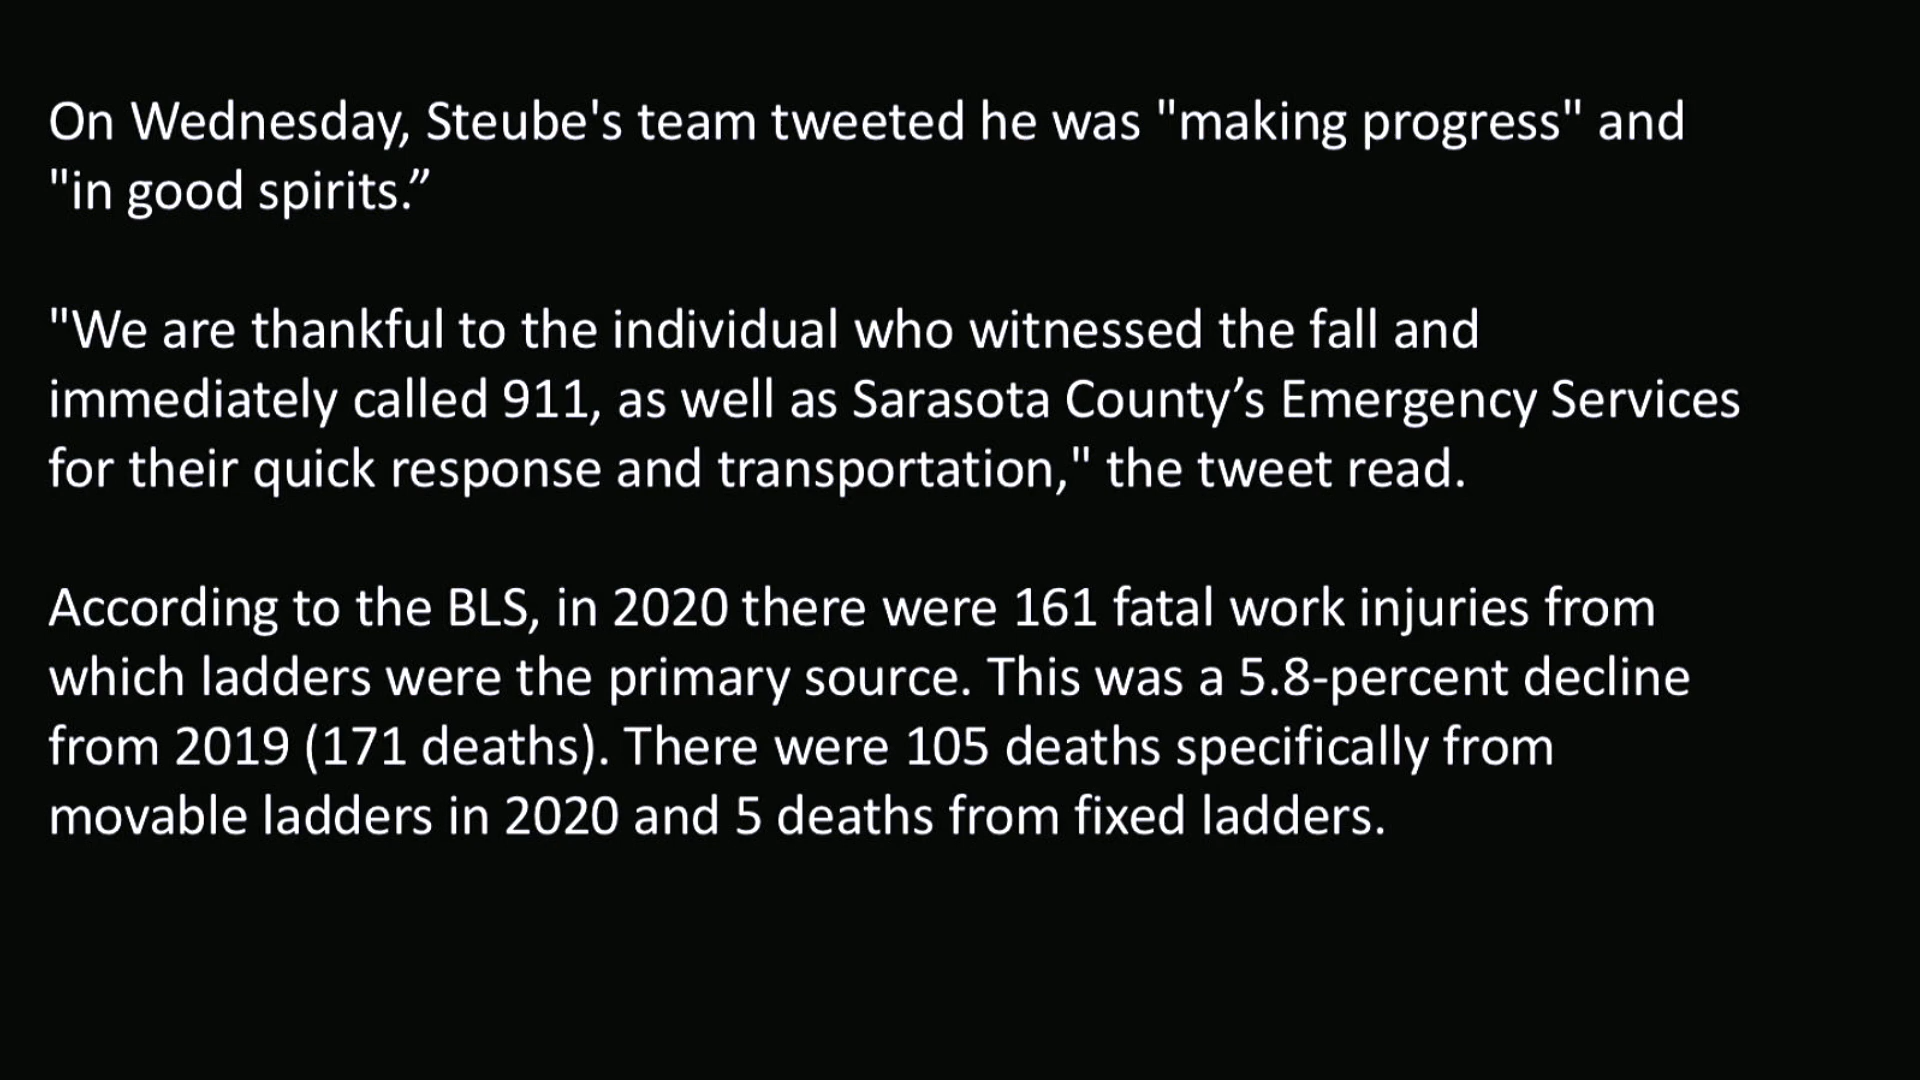 On Wednesday, Steube's team tweeted he was "making progress" and
"in good spirits.”
"We are thankful to the individual who witnessed the fall and
immediately called 911, as well as Sarasota County’s Emergency Services
for their quick response and transportation," the tweet read.
According to the BLS, in 2020 there were 161 fatal work injuries from
which ladders were the primary source. This was a 5.8-percent decline
from 2019 (171 deaths). There were 105 deaths specifically from
movable ladders in 2020 and 5 deaths from fixed ladders.